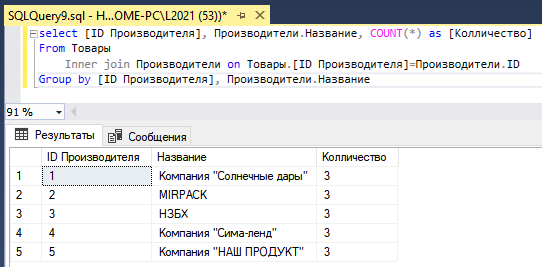 SQLQuery9.sql - H...OME-PC\L2021 (53))*
select [ID Производителя], Производители.Название, COUNT(*) as [Колличество]
From Товары
Inner join Производители on Товары.[ID Производителя]=Производители.ID
Group by [ID Производителя], Производители.Название
91 %
Результаты Сообщения
ID Производителя Название Колличество
1 1 Компания "Солнечные дары" 3
2 2 MIRPACK 3
3 3 НЗБХ 3
4 4 Компания "Сима-ленд" 3
5 5 Компания "НАШ ПРОДУКТ" 3